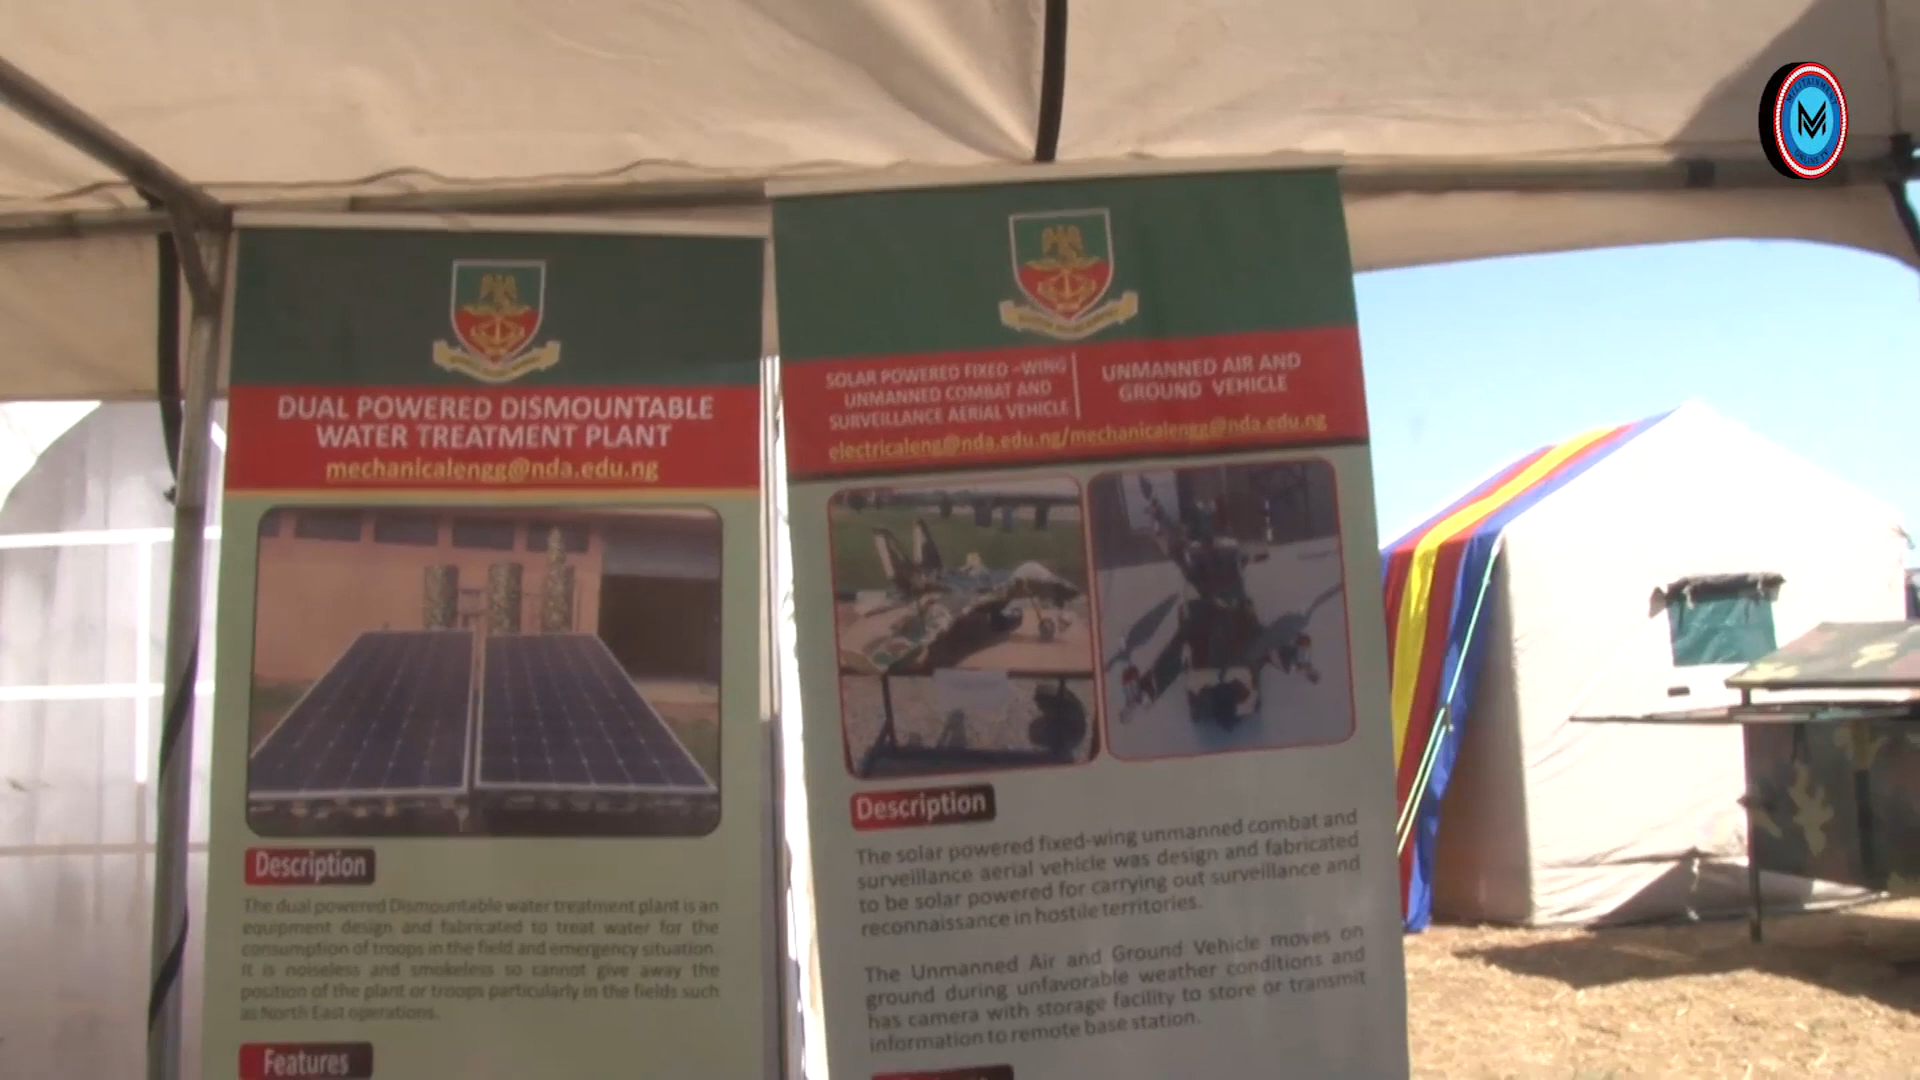 DUAL POWERED DISMOUNTABLE
WATER TREATMENT PLANT
mechanicalengg@nda.edu.ng
Description
The dual powered Dismountable water treatment plant is an
equipment design and fabricated to treat water for the
consumption of troops in the field and emergency situation.
It is noiseless and smokeless so cannot give away the
position of the plant or troops particularly in the fields such
as North East operations.
Features
SOLAR POWERED FIXED –WING
UNMANNED COMBAT AND
SURVEILLANCE AERIAL VEHICLE
UNMANNED AIR AND
GROUND VEHICLE
electricaleng@nda.edu.ng/mechanicalengg@nda.edu.ng
Description
The solar powered fixed-wing unmanned combat and
surveillance aerial vehicle was design and fabricated
to be solar powered for carrying out surveillance and
reconnaissance in hostile territories.
The Unmanned Air and Ground Vehicle moves on
ground during unfavorable weather conditions and
has camera with storage facility to store or transmit
information to remote base station.
MILITAINMENT
M
ONLINE TV